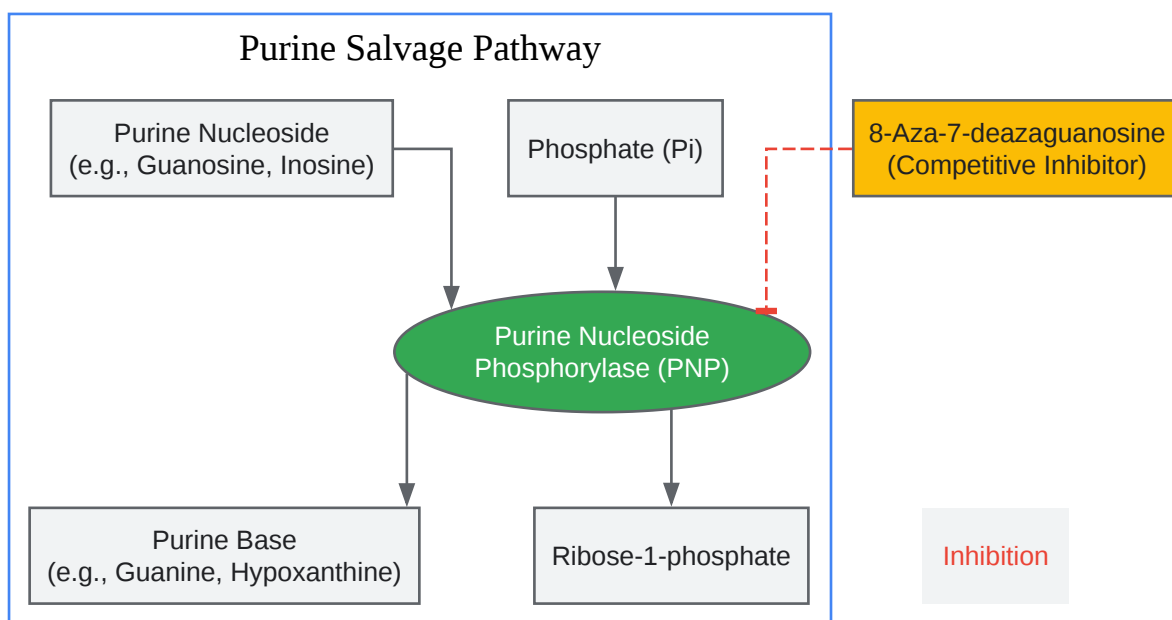 Purine Salvage Pathway
Purine Nucleoside
(e.g., Guanosine, Inosine)
Phosphate (Pi)
8-Aza-7-deazaguanosine
(Competitive Inhibitor)
Purine Nucleoside
Phosphorylase (PNP)
Purine Base
(e.g., Guanine, Hypoxanthine)
Ribose-1-phosphate
Inhibition